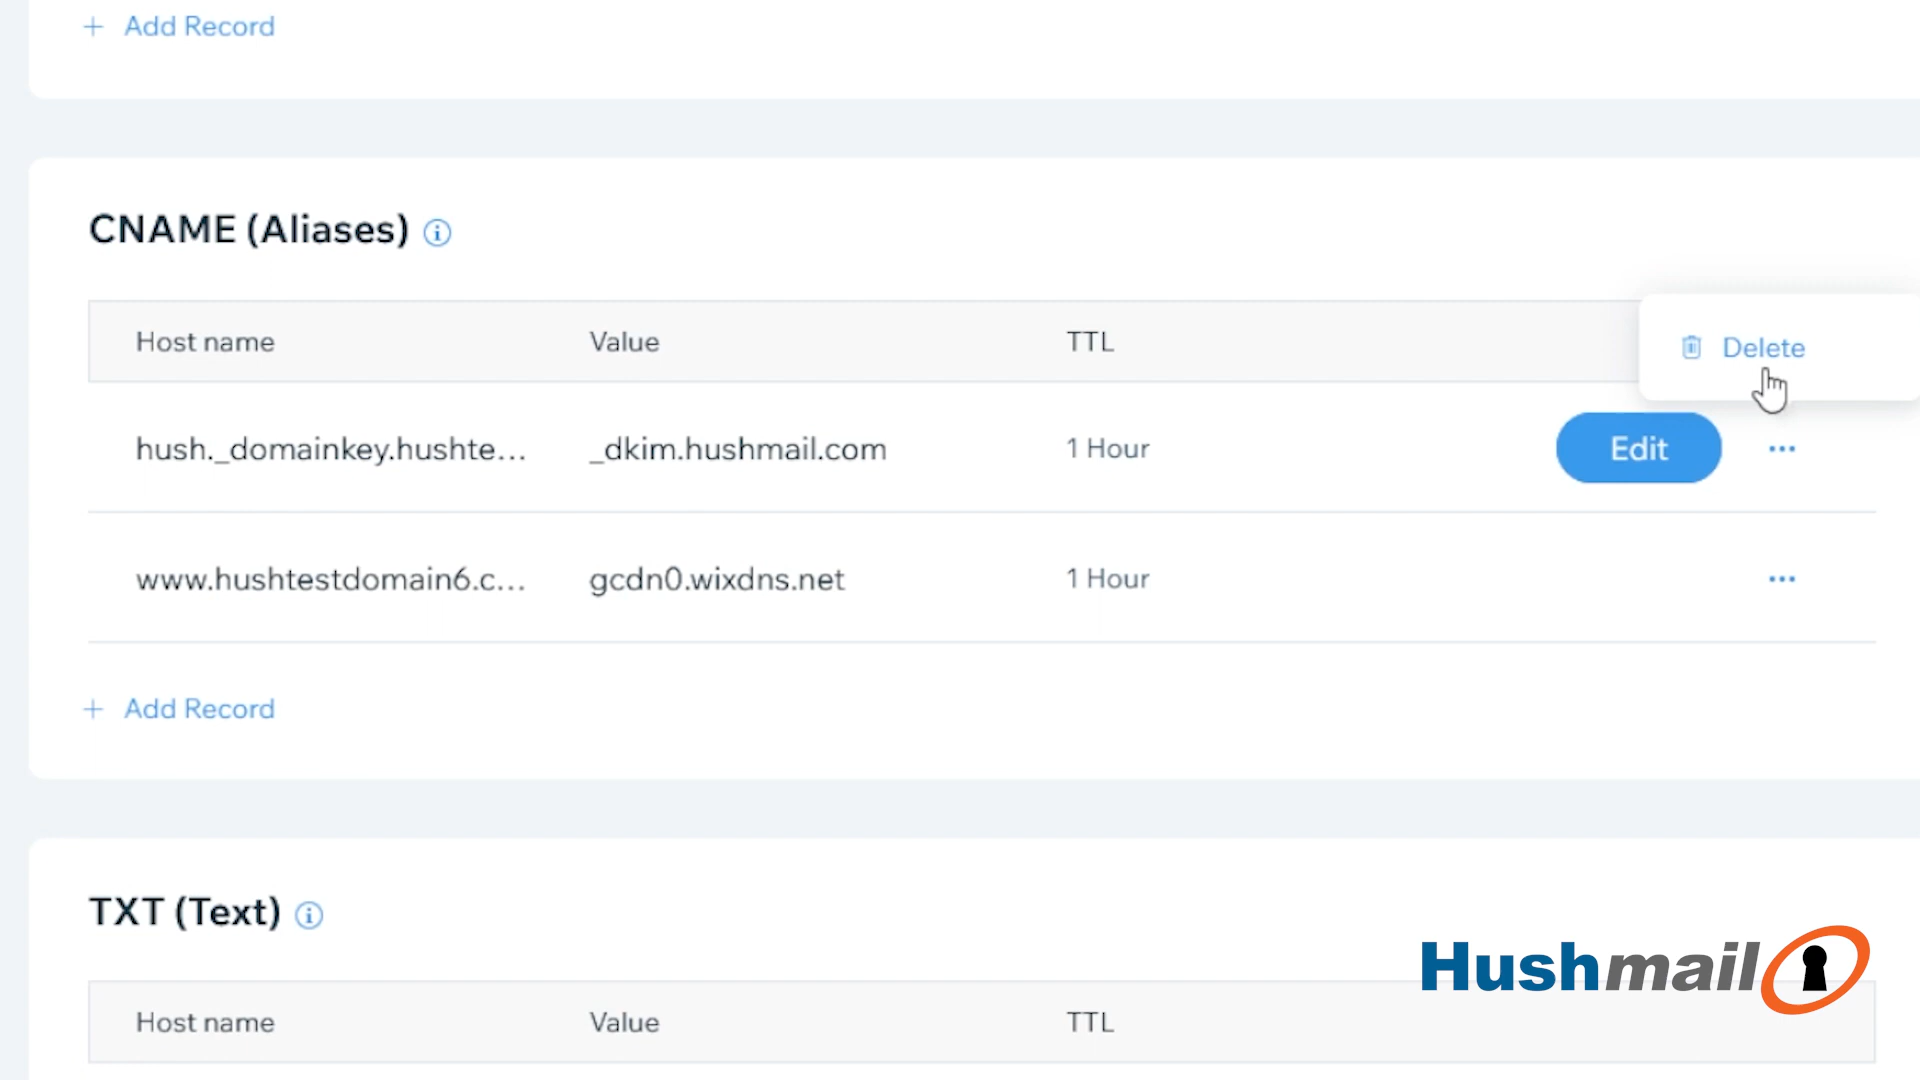 + Add Record
CNAME (Aliases)
Host name Value TTL
Delete
hush._domainkey.hushte... _dkim.hushmail.com 1 Hour Edit ...
www.hushtestdomain6.c... gcdn0.wixdns.net 1 Hour ...
+ Add Record
TXT (Text)
Hushmail
Host name Value TTL